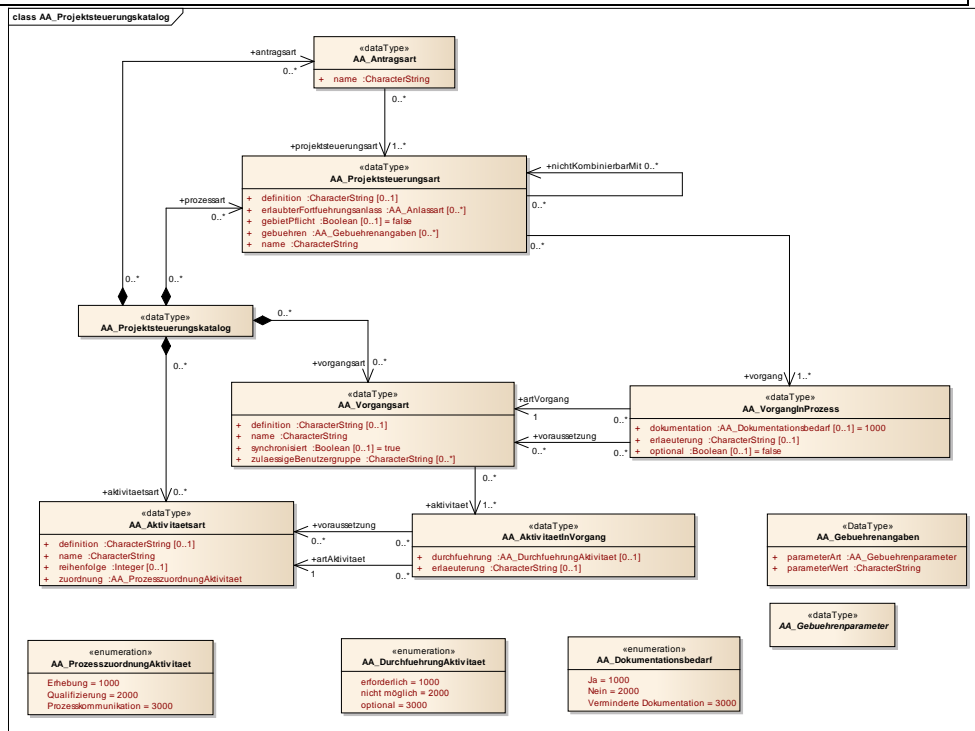 class AA_Projektsteuerungskatalog
+antragsart
0..*
«dataType»
AA_Antragsart
+ name :CharacterString
0..*
+projektsteuerungsart
1..*
«dataType»
AA_Projektsteuerungsart
+ definition :CharacterString [0..1]
+ erlaubterFortfuehrungsanlass :AA_Anlassart [0..*]
+ gebietPflicht :Boolean [0..1] = false
+ gebuehren :AA_Gebuehrenangaben [0..*]
+ name :CharacterString
+nichtKombinierbarMit 0..*
0..*
0..*
+prozessart
0..*
0..*
0..*
«dataType»
AA_Projektsteuerungskatalog
0..*
0..*
+vorgangsart
0..*
+vorgang
1..*
«dataType»
AA_Vorgangsart
+ definition :CharacterString [0..1]
+ name :CharacterString
+ synchronisiert :Boolean [0..1] = true
+ zulaessigeBenutzergruppe :CharacterString [0..*]
+artVorgang
1
0..*
+voraussetzung
0..*
0..*
«dataType»
AA_VorgangInProzess
+ dokumentation :AA_Dokumentationsbedarf [0..1] = 1000
+ erlaeuterung :CharacterString [0..1]
+ optional :Boolean [0..1] = false
0..*
+aktivitaet
1..*
+aktivitaetsart
0..*
«dataType»
AA_Aktivitaetsart
+ definition :CharacterString [0..1]
+ name :CharacterString
+ reihenfolge :Integer [0..1]
+ zuordnung :AA_ProzesszuordnungAktivitaet
+voraussetzung
0..*
0..*
+artAktivitaet
1
0..*
«dataType»
AA_AktivitaetInVorgang
+ durchfuehrung :AA_DurchfuehrungAktivitaet [0..1]
+ erlaeuterung :CharacterString [0..1]
«DataType»
AA_Gebuehrenangaben
+ parameterArt :AA_Gebuehrenparameter
+ parameterWert :CharacterString
«dataType»
AA_Gebuehrenparameter
«enumeration»
AA_ProzesszuordnungAktivitaet
Erhebung = 1000
Qualifizierung = 2000
Prozesskommunikation = 3000
«enumeration»
AA_DurchfuehrungAktivitaet
erforderlich = 1000
nicht möglich = 2000
optional = 3000
«enumeration»
AA_Dokumentationsbedarf
Ja = 1000
Nein = 2000
Verminderte Dokumentation = 3000